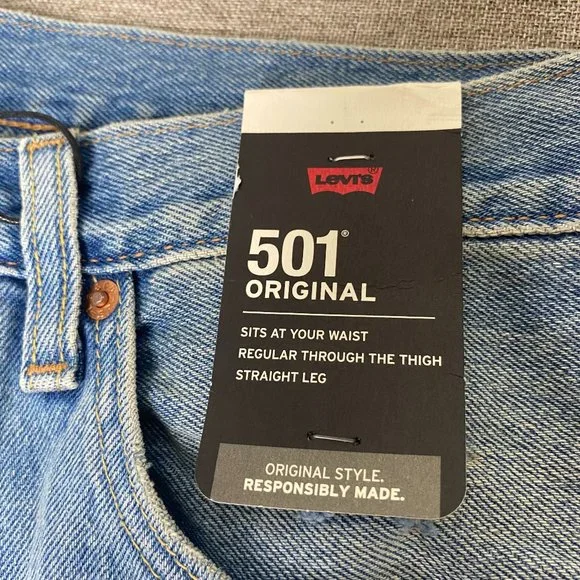 Levi's®
501®
ORIGINAL
SITS AT YOUR WAIST
REGULAR THROUGH THE THIGH
STRAIGHT LEG
ORIGINAL STYLE.
RESPONSIBLY MADE.